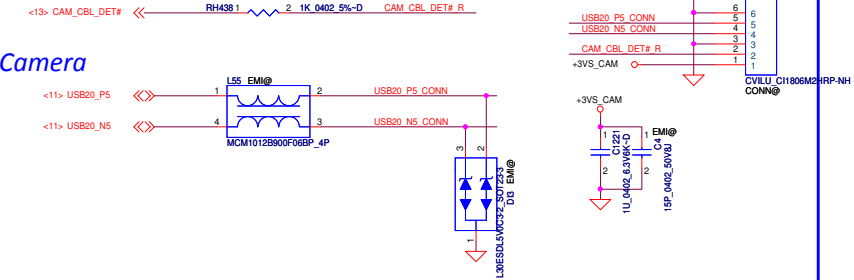 <13> CAM_CBL_DET#
RH438 1
2 1K_0402_5%~D
CAM_CBL_DET#_R
Camera
L55 EMI@
<11> USB20_P5
1
2
USB20_P5_CONN
<11> USB20_N5
4
3
USB20_N5_CONN
MCM1012B900F06BP_4P
3
2
1
L30ESDL5V0C3-2_SOT23-3
DI3 EMI@
USB20_P5_CONN
USB20_N5_CONN
CAM_CBL_DET#_R
+3VS_CAM
6
5
4
3
2
1
6
5
4
3
2
1
CVILU_CI1806M2HRP-NH
CONN@
+3VS_CAM
1
2
C1221
1U_0402_6.3V6K~D
1
2
EMI@
C4
15P_0402_50V8J